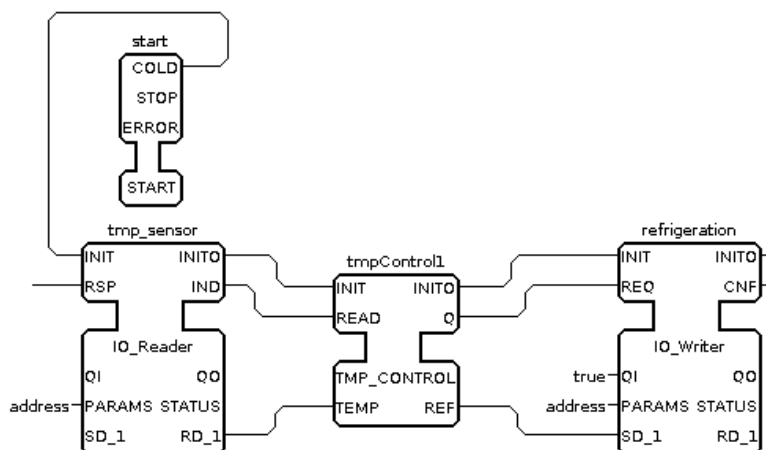 start
COLD
STOP
ERROR
START
tmp_sensor
INIT INITO
RSP IND
IO_Reader
QI QO
address PARAMS STATUS
SD_1 RD_1
tmpControl1
INIT INITO
READ Q
TMP_CONTROL
TEMP REF
refrigeration
INIT INITO
REQ CNF
IO_Writer
true QI QO
address PARAMS STATUS
SD_1 RD_1